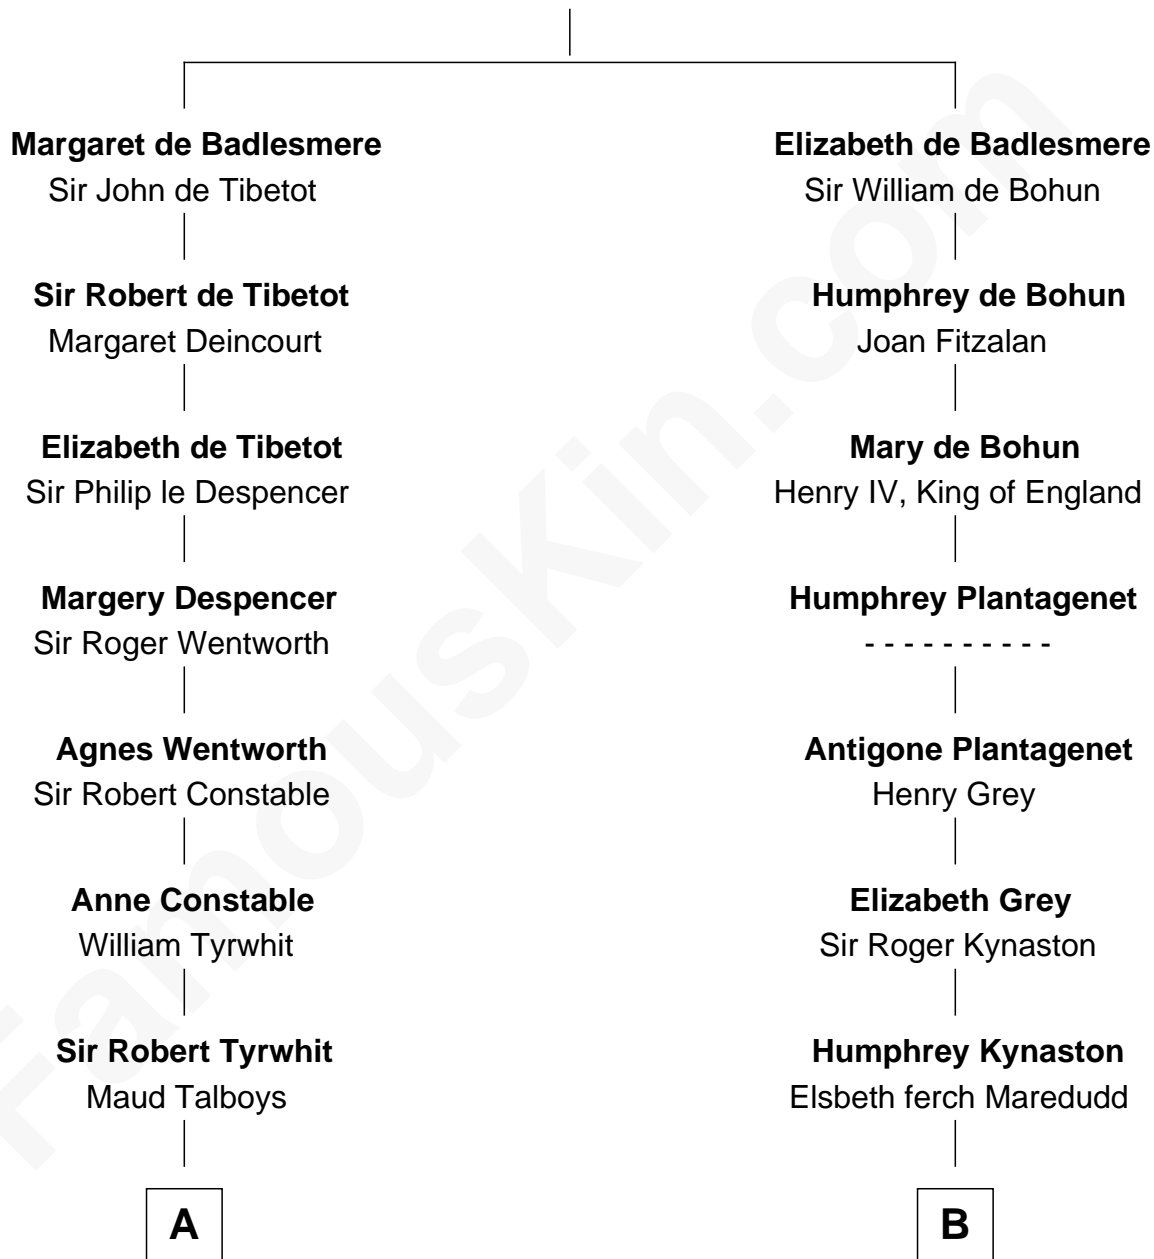 Margaret de Badlesmere
Sir John de Tibetot
Sir Robert de Tibetot
Margaret Deincourt
Elizabeth de Tibetot
Sir Philip le Despencer
Margery Despencer
Sir Roger Wentworth
Agnes Wentworth
Sir Robert Constable
Anne Constable
William Tyrwhit
Sir Robert Tyrwhit
Maud Talboys
A
Elizabeth de Badlesmere
Sir William de Bohun
Humphrey de Bohun
Joan Fitzalan
Mary de Bohun
Henry IV, King of England
Humphrey Plantagenet
- - - - - - - - - -
Antigone Plantagenet
Henry Grey
Elizabeth Grey
Sir Roger Kynaston
Humphrey Kynaston
Elsbeth ferch Maredudd
B
FamousKin.com